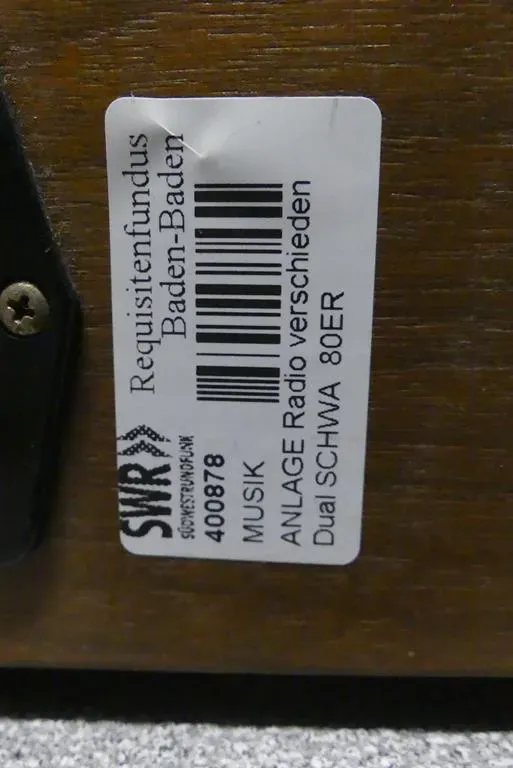 SWR»
SÜDWESTRUNDFUNK
Requisitenfundus
Baden-Baden
400878
MUSIK
ANLAGE Radio verschieden
Dual SCHWA 80ER